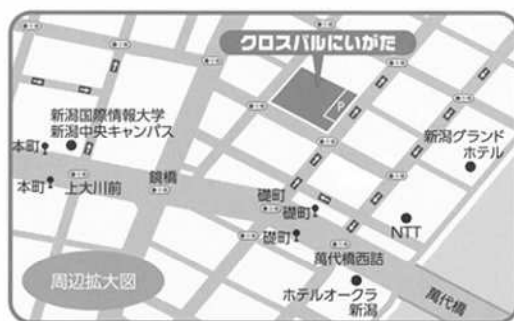 クロスパルにいがた
P
新潟国際情報大学
新潟中央キャンパス
新潟グランド
ホテル
本町
本町
上大川前
鏡橋
礎町
礎町
礎町
NTT
萬代橋西詰
ホテルオークラ
新潟
萬代橋
周辺拡大図